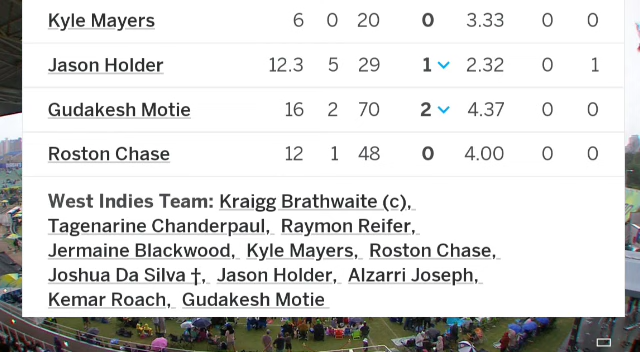 Kyle Mayers 6 0 20 0 3.33 0 0
Jason Holder 12.3 5 29 1 2.32 0 1
Gudakesh Motie 16 2 70 2 4.37 0 0
Roston Chase 12 1 48 0 4.00 0 0
West Indies Team: Kraigg Brathwaite (c),
Tagenarine Chanderpaul, Raymon Reifer,
Jermaine Blackwood, Kyle Mayers, Roston Chase,
Joshua Da Silva †, Jason Holder, Alzarri Joseph,
Kemar Roach, Gudakesh Motie